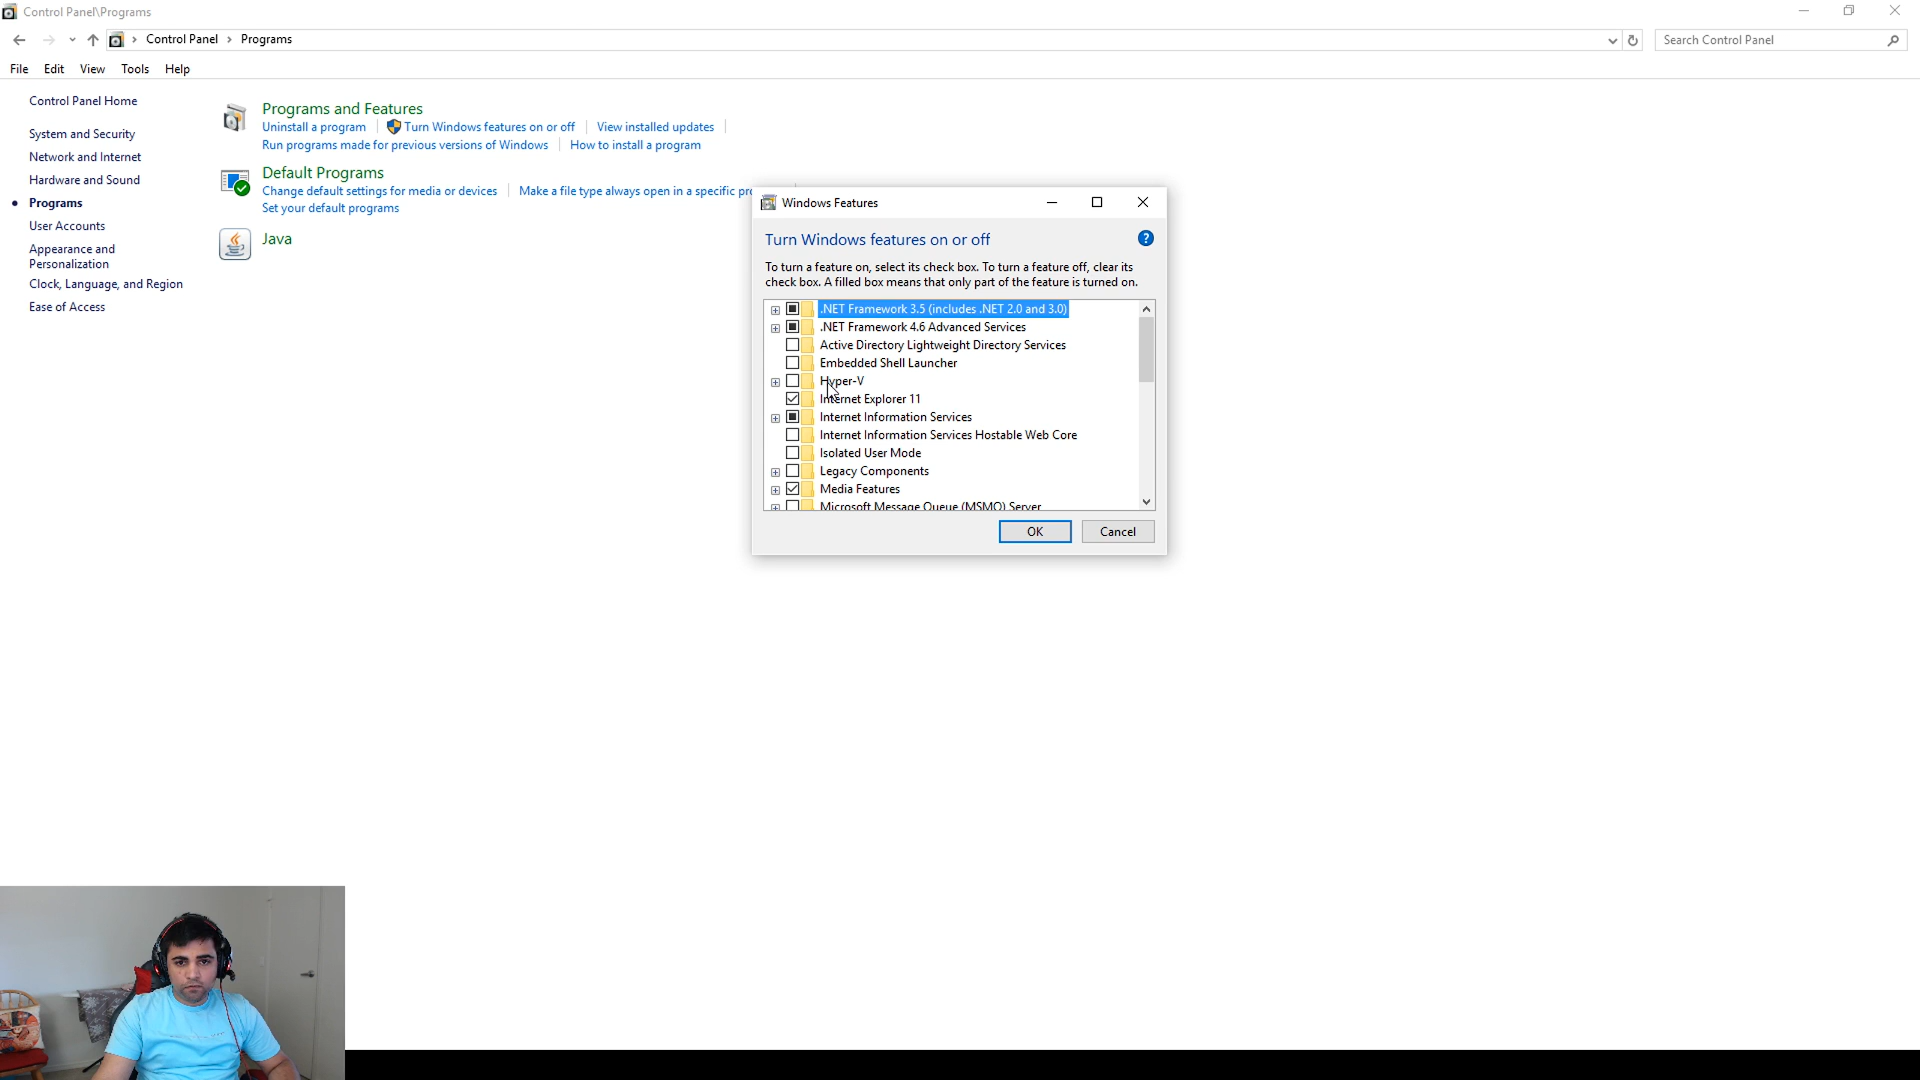 Control Panel\Programs
Control Panel > Programs
Search Control Panel
File Edit View Tools Help
Control Panel Home
System and Security
Network and Internet
Hardware and Sound
Programs
User Accounts
Appearance and
Personalization
Clock, Language, and Region
Ease of Access
Programs and Features
Uninstall a program
Turn Windows features on or off
View installed updates
Run programs made for previous versions of Windows
How to install a program
Default Programs
Change default settings for media or devices
Make a file type always open in a specific
Set your default programs
Java
Windows Features
Turn Windows features on or off
To turn a feature on, select its check box. To turn a feature off, clear its
check box. A filled box means that only part of the feature is turned on.
.NET Framework 3.5 (includes .NET 2.0 and 3.0)
.NET Framework 4.6 Advanced Services
Active Directory Lightweight Directory Services
Embedded Shell Launcher
Hyper-V
Internet Explorer 11
Internet Information Services
Internet Information Services Hostable Web Core
Isolated User Mode
Legacy Components
Media Features
Microsoft Message Queue (MSMQ) Server
OK
Cancel